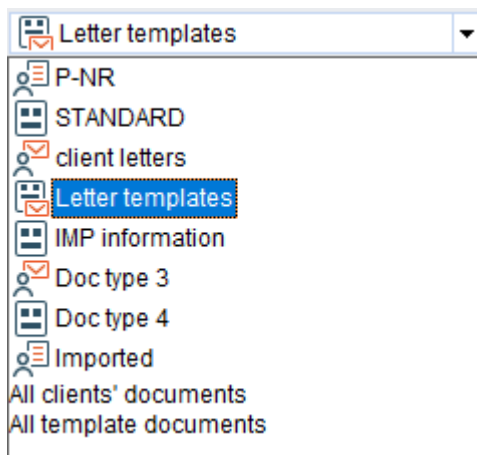 Letter templates
P-NR
STANDARD
client letters
Letter templates
IMP information
Doc type 3
Doc type 4
Imported
All clients' documents
All template documents